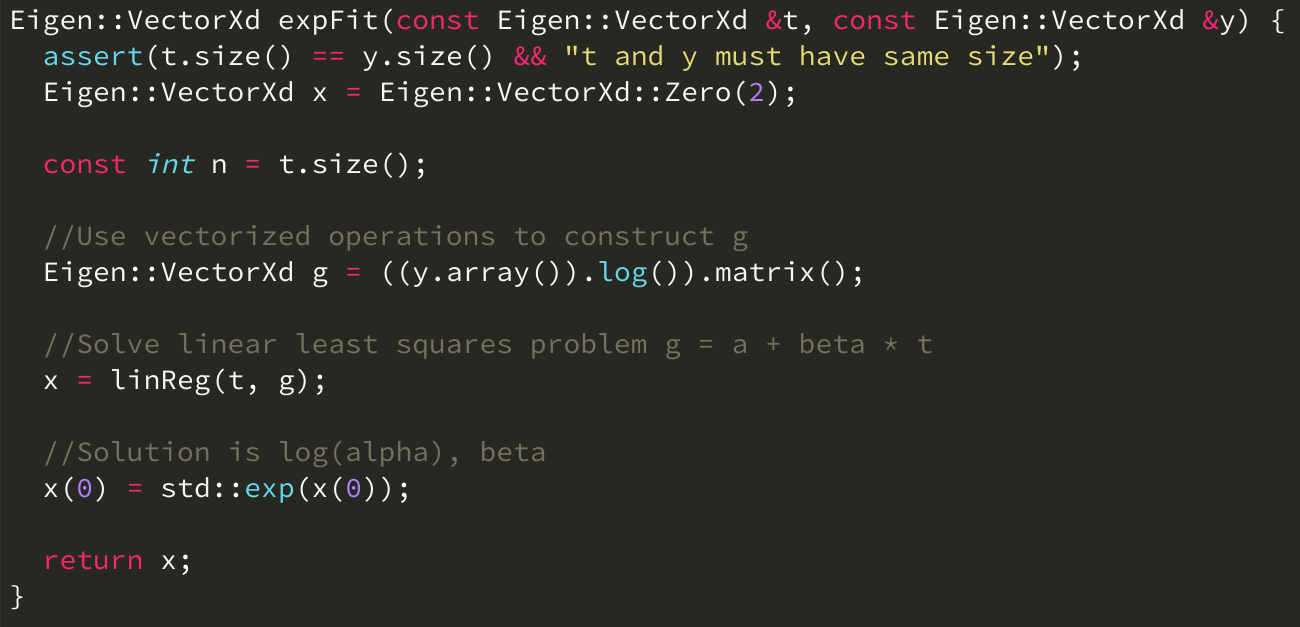 Eigen::VectorXd expFit(const Eigen::VectorXd &t, const Eigen::VectorXd &y) {
  assert(t.size() == y.size() && "t and y must have same size");
  Eigen::VectorXd x = Eigen::VectorXd::Zero(2);

  const int n = t.size();

  //Use vectorized operations to construct g
  Eigen::VectorXd g = ((y.array()).log()).matrix();

  //Solve linear least squares problem g = a + beta * t
  x = linReg(t, g);

  //Solution is log(alpha), beta
  x(0) = std::exp(x(0));

  return x;
}